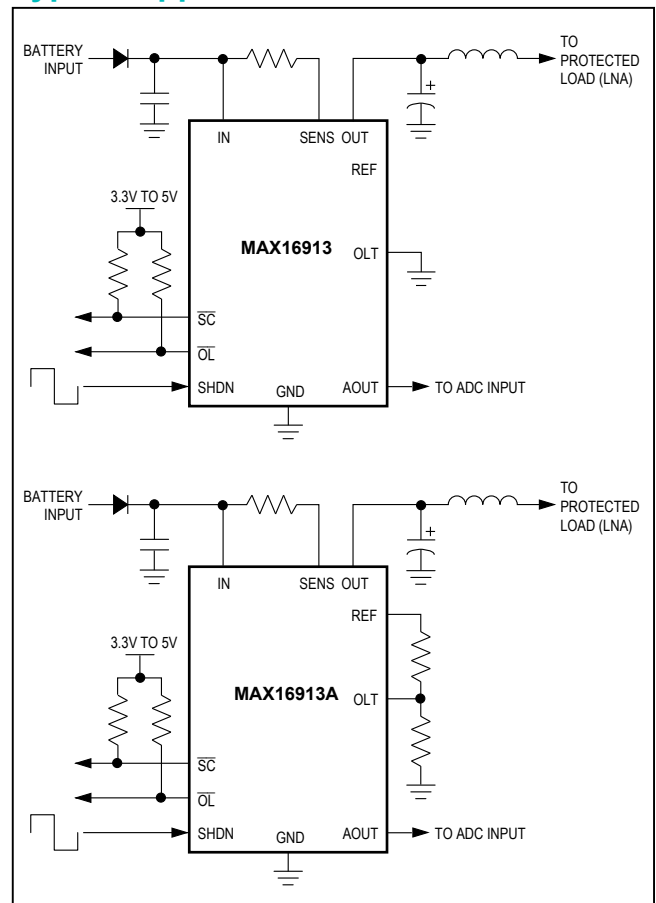 BATTERY
INPUT
TO
PROTECTED
LOAD (LNA)
IN
SENS OUT
REF
3.3V TO 5V
MAX16913
OLT
SC
OL
SHDN
GND
AOUT
TO ADC INPUT
BATTERY
INPUT
TO
PROTECTED
LOAD (LNA)
IN
SENS OUT
REF
3.3V TO 5V
MAX16913A
OLT
SC
OL
SHDN
GND
AOUT
TO ADC INPUT